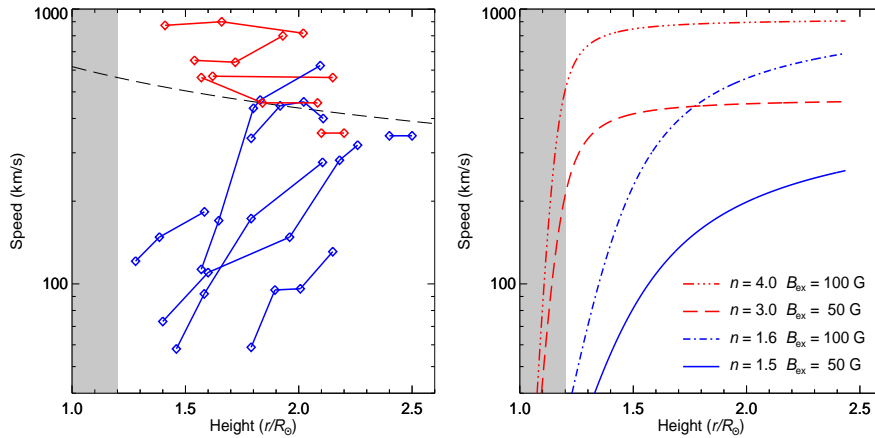 1000
100
Speed (km/s)
1.0 1.5 2.0 2.5
Height (r/R☉)
1000
100
Speed (km/s)
n = 4.0 Bex = 100 G
n = 3.0 Bex = 50 G
n = 1.6 Bex = 100 G
n = 1.5 Bex = 50 G
1.0 1.5 2.0 2.5
Height (r/R☉)